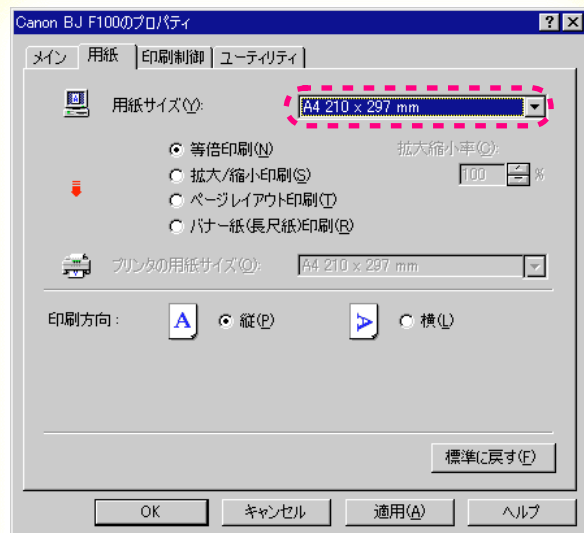 Canon BJ F100のプロパティ
メイン 用紙 印刷制御 ユーティリティ
用紙サイズ(Y): A4 210 x 297 mm
等倍印刷(N) 拡大縮小率(C):
拡大/縮小印刷(S) 100 %
ページレイアウト印刷(T)
バナー紙(長尺紙)印刷(R)
プリンタの用紙サイズ(O): A4 210 x 297 mm
印刷方向: A 縦(P) A 横(L)
標準に戻す(F)
OK キャンセル 適用(A) ヘルプ